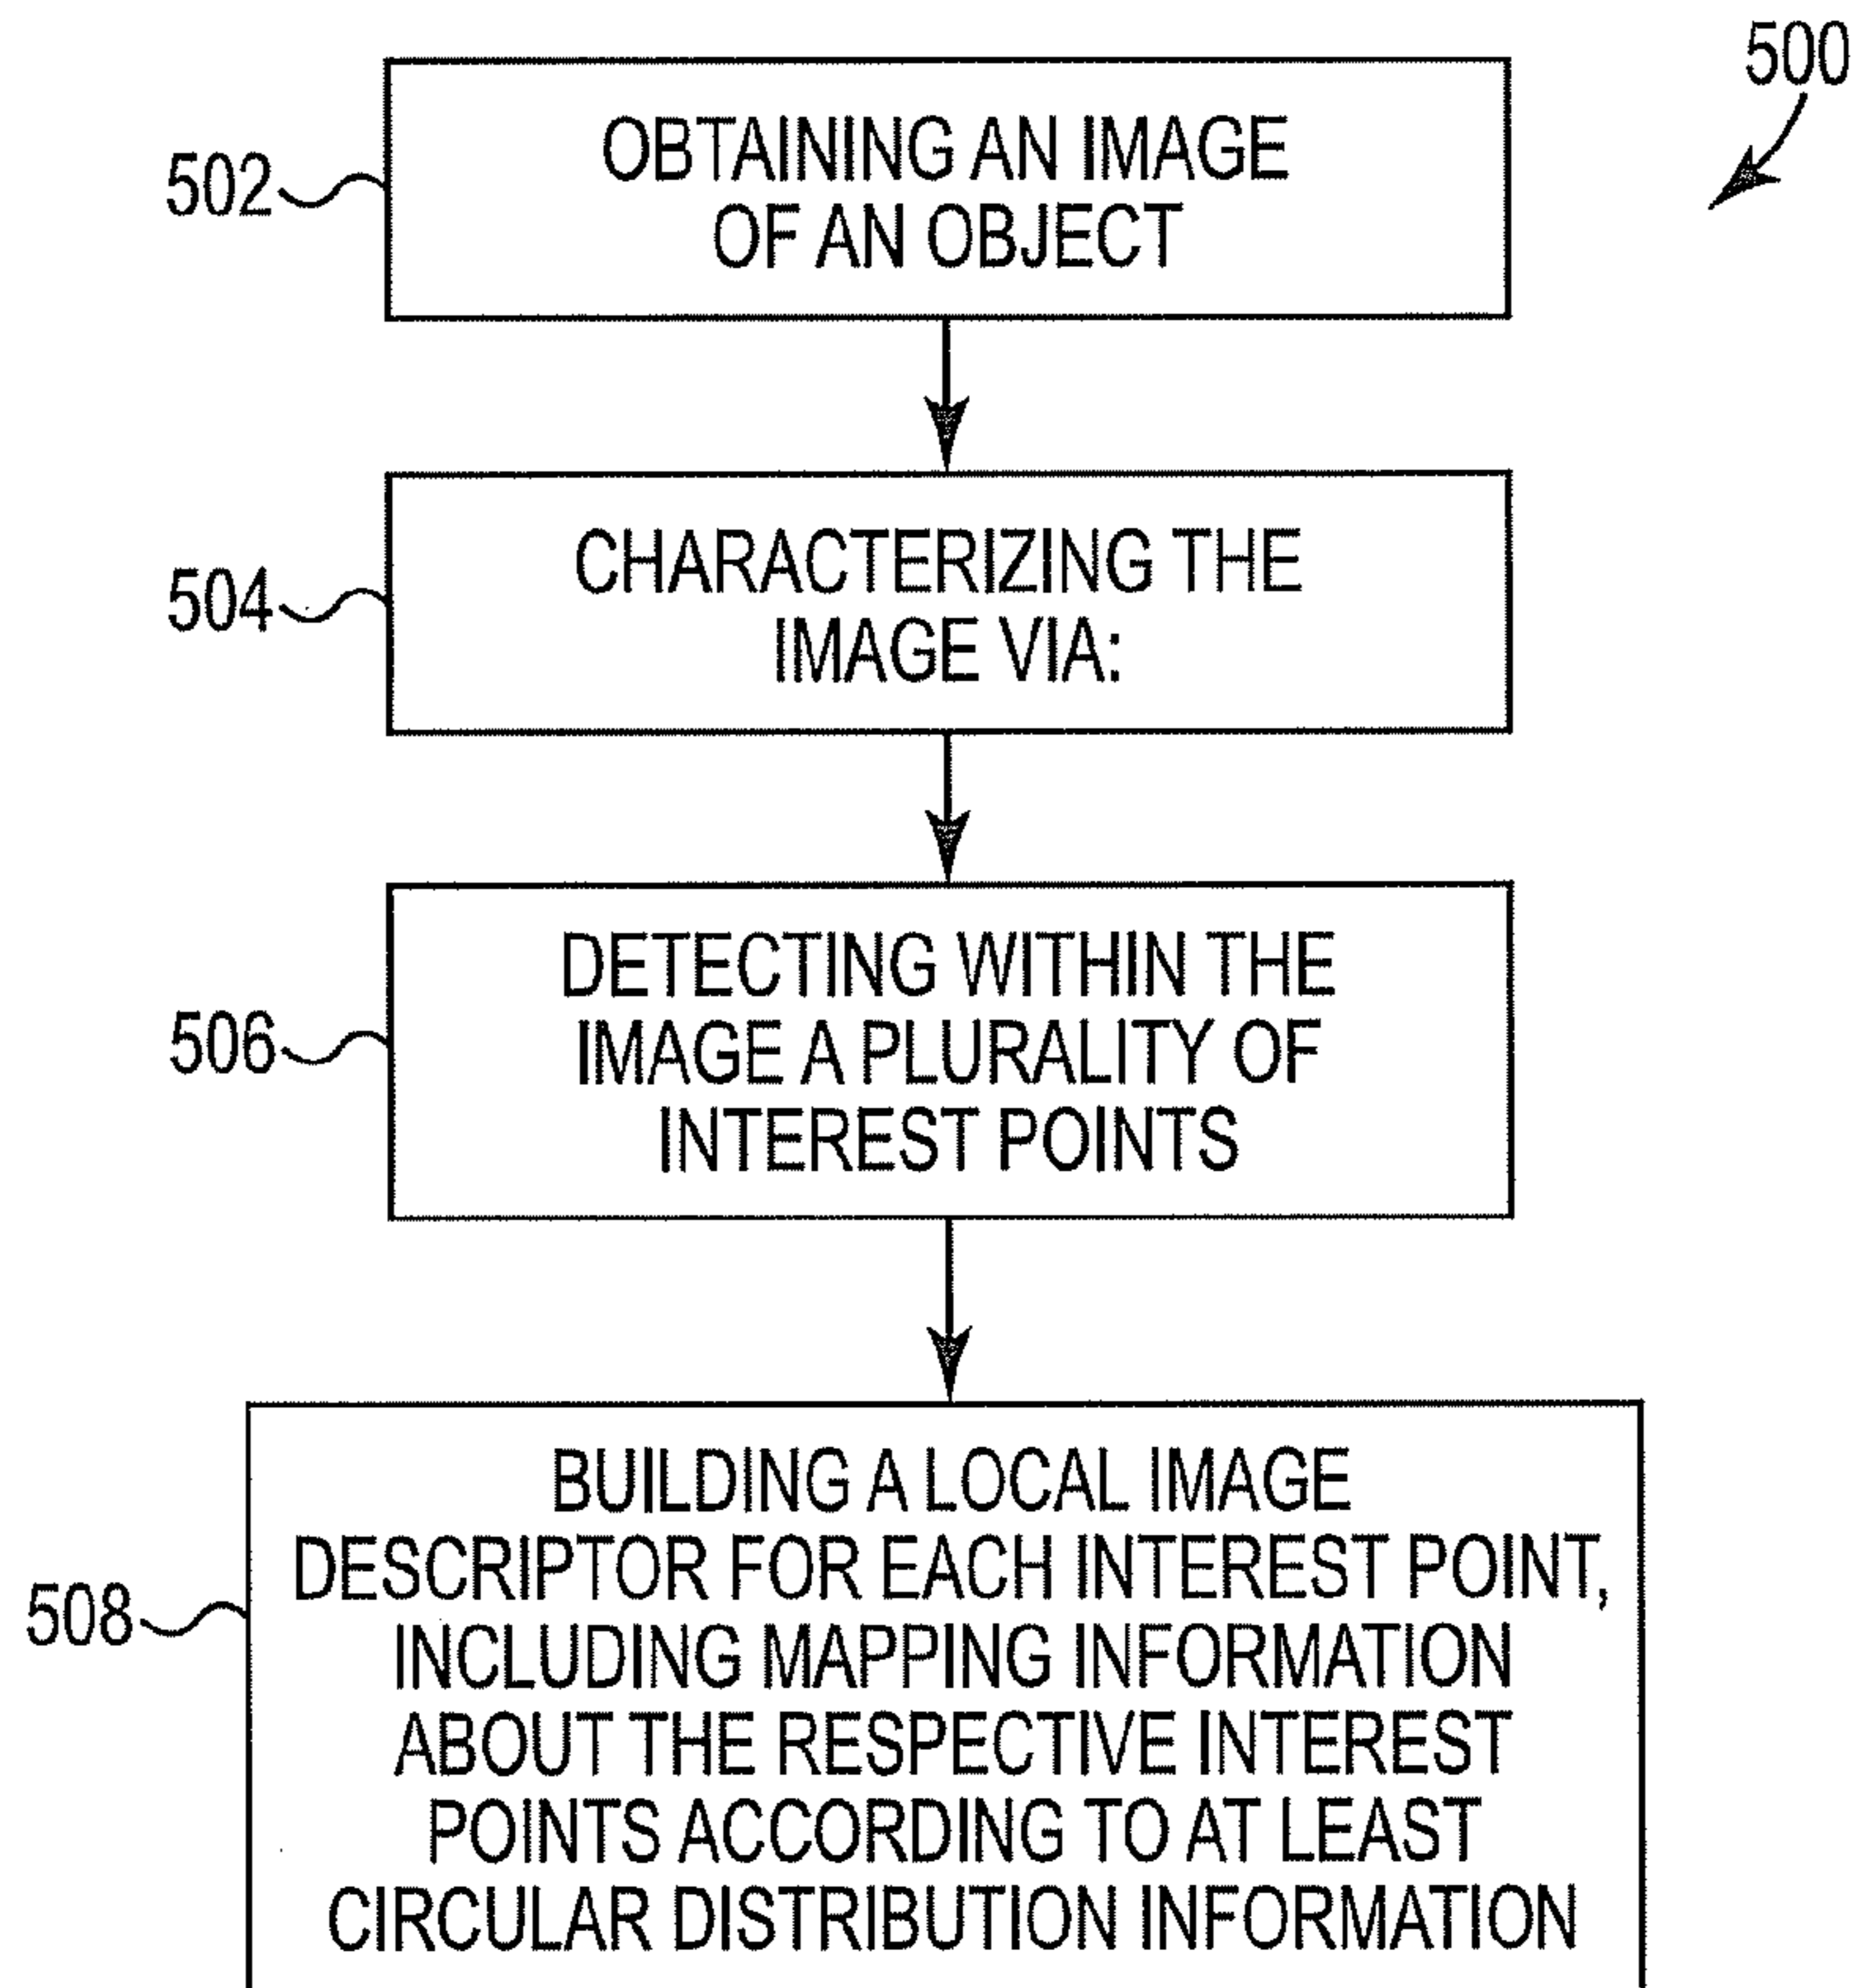 500
502
OBTAINING AN IMAGE
OF AN OBJECT
504
CHARACTERIZING THE
IMAGE VIA:
506
DETECTING WITHIN THE
IMAGE A PLURALITY OF
INTEREST POINTS
508
BUILDING A LOCAL IMAGE
DESCRIPTOR FOR EACH INTEREST POINT,
INCLUDING MAPPING INFORMATION
ABOUT THE RESPECTIVE INTEREST
POINTS ACCORDING TO AT LEAST
CIRCULAR DISTRIBUTION INFORMATION